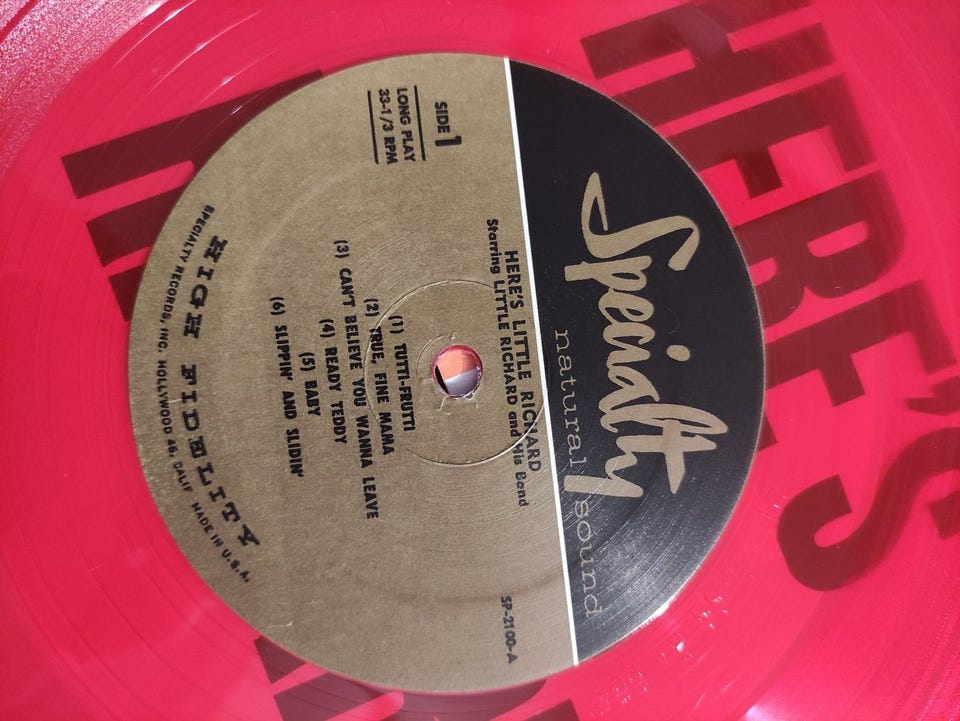 HERE'S
Specialty
natural sound
HERE'S LITTLE RICHARD
Starring LITTLE RICHARD and His Band
SIDE 1
LONG PLAY
33-1/3 RPM
SP-2100-A
(1) TUTTI-FRUTTI
(2) TRUE, FINE MAMA
(3) CAN'T BELIEVE YOU WANNA LEAVE
(4) READY TEDDY
(5) BABY
(6) SLIPPIN' AND SLIDIN'
HIGH FIDELITY
SPECIALTY RECORDS, INC. HOLLYWOOD 46, CALIF MADE IN U.S.A.